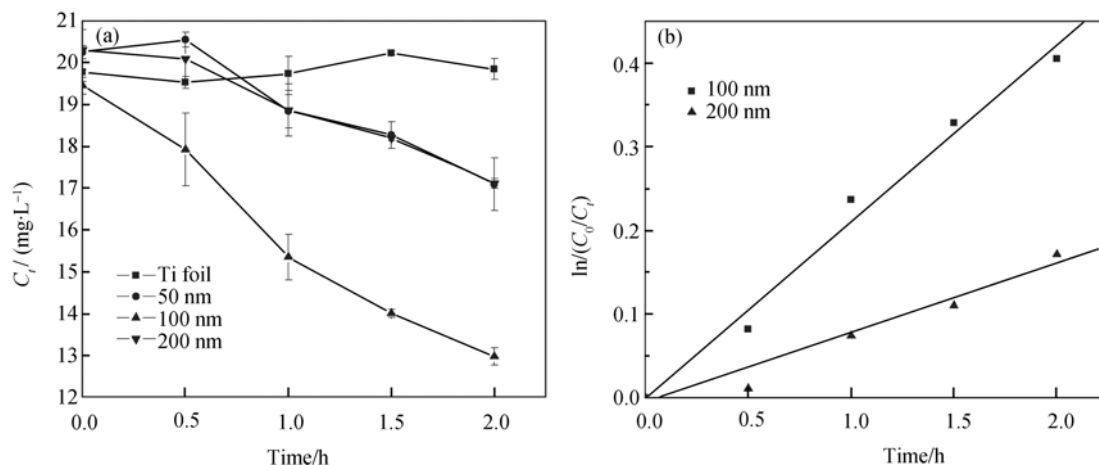 (a)
C_t/ (mg·L⁻¹)
21
20
19
18
17
16
15
14
13
12
Ti foil
50 nm
100 nm
200 nm
0.0 0.5 1.0 1.5 2.0
Time/h
(b)
ln/(C₀/C_t)
0.4
0.3
0.2
0.1
0.0
100 nm
200 nm
0.0 0.5 1.0 1.5 2.0
Time/h